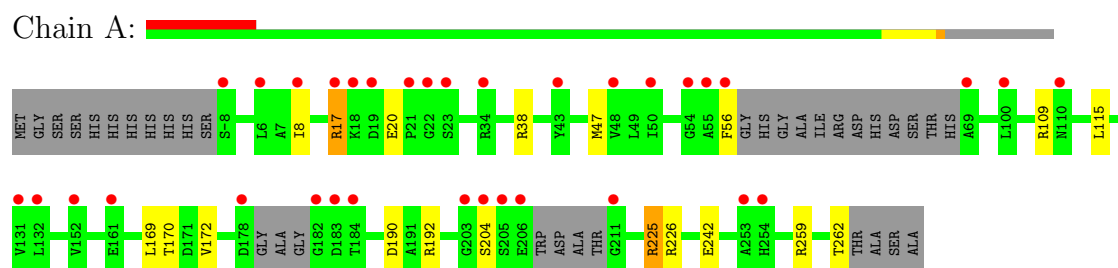 Chain A:
MET GLY SER SER HIS HIS HIS HIS HIS HIS SER S-8 L6 A7 I8 R17 K18 D19 E20 P21 G22 S23 R34 R38 Y43 M47 V48 L49 I50 G54 A55 F56 GLY HIS GLY ALA ILE ARG ASP HIS ASP SER THR HIS A69 L100 R109 N110 L115
V131 L132 V152 E161 L169 T170 D171 V172 D178 GLY ALA GLY G182 D183 T184 D190 A191 R192 G203 S204 S205 E206 TRP ASP ALA THR G211 R225 R226 E242 A253 H254 R259 T262 THR ALA SER ALA